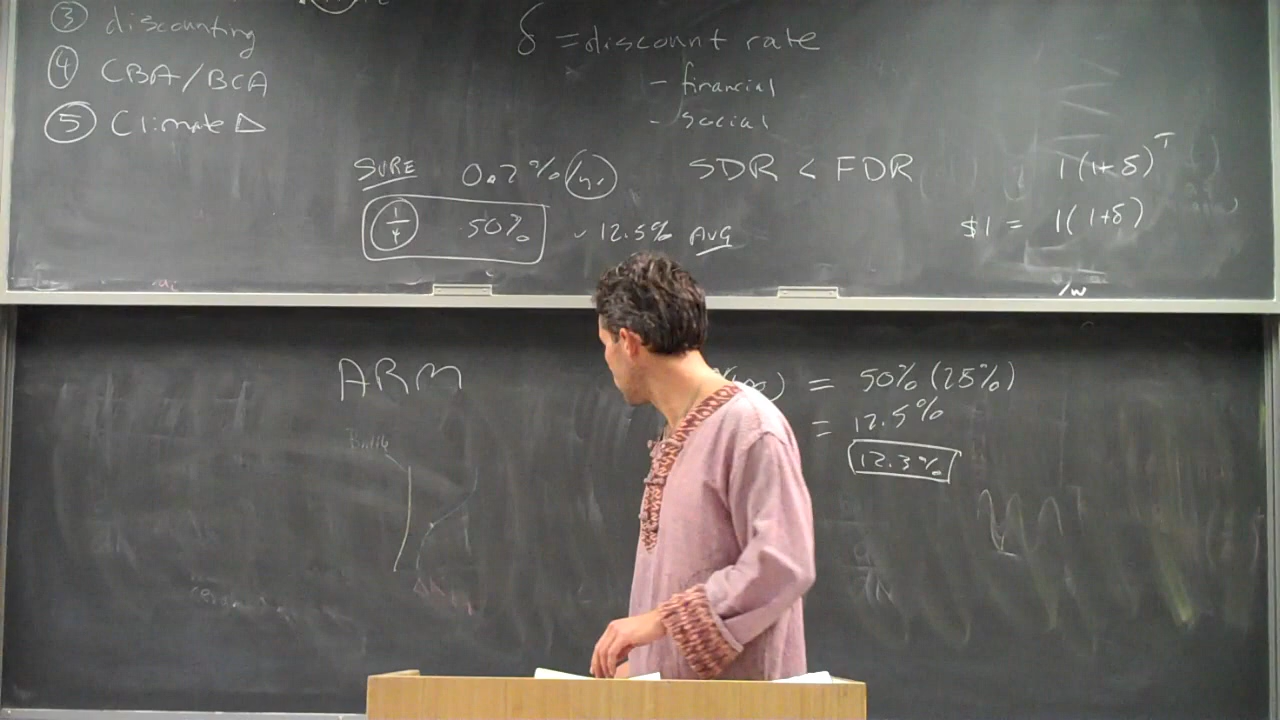 ③ discounting
④ CBA/BCA
⑤ Climate Δ
δ = discount rate
- financial
- social
SURE 0.2%/yr
1/4 50% 12.5% AVG
SDR < FDR
1(1+δ)^T
$1 = 1(1+δ)
ARM
= 50%(25%)
= 12.5%
12.3%